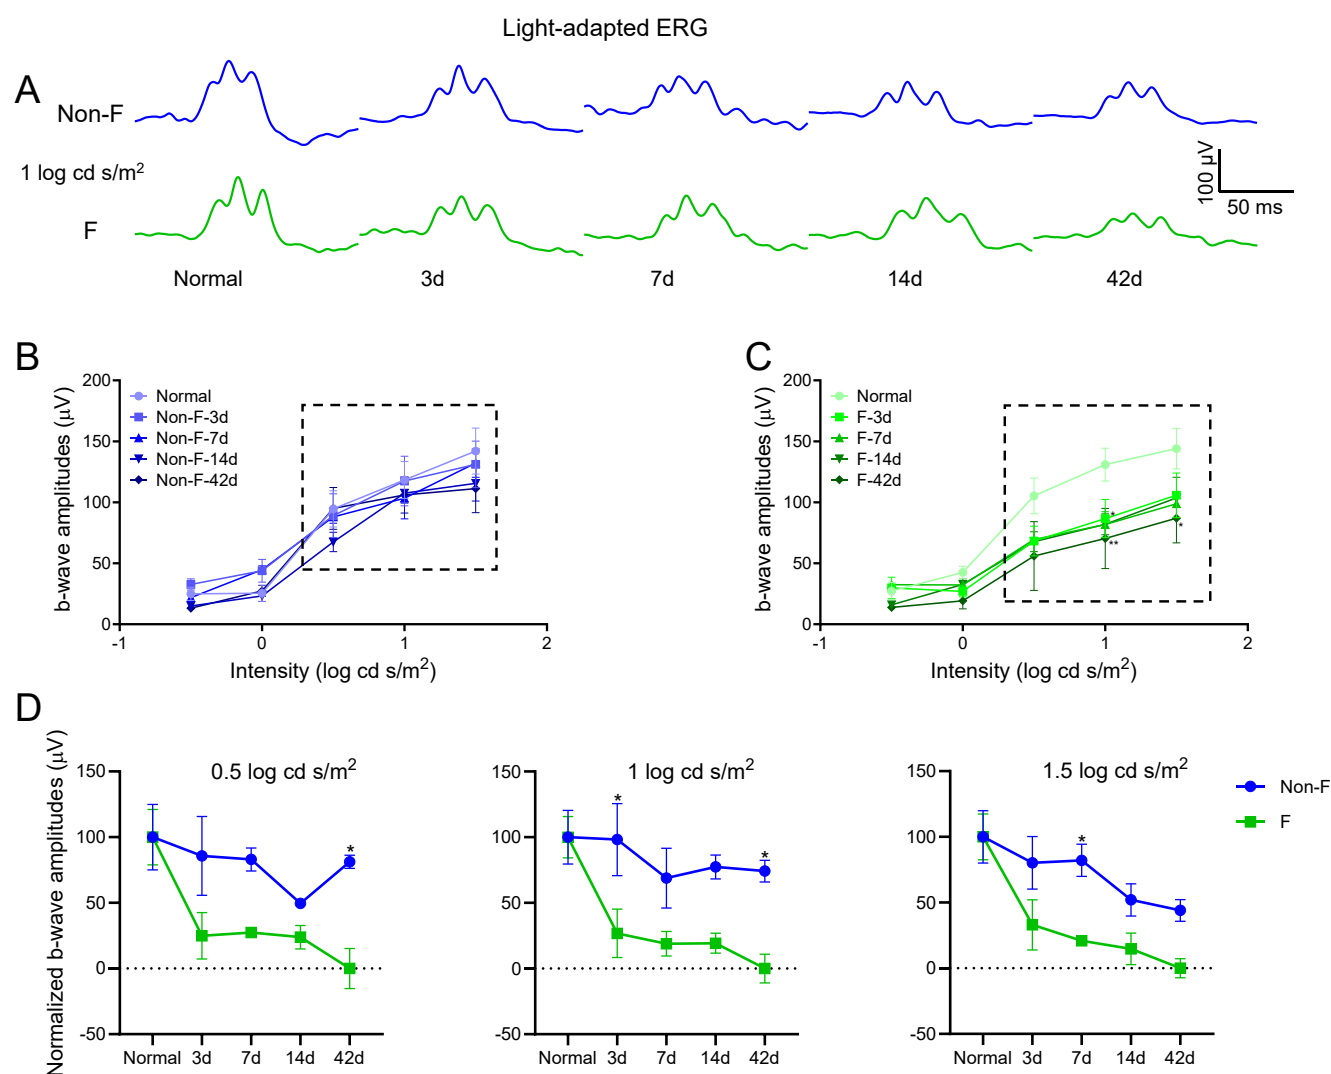 Light-adapted ERG
A
Non-F
1 log cd s/m²
F
100 μV
50 ms
Normal 3d 7d 14d 42d
B
b-wave amplitudes (μV)
200
150
100
50
0
-1 0 1 2
Intensity (log cd s/m²)
Normal
Non-F-3d
Non-F-7d
Non-F-14d
Non-F-42d
C
b-wave amplitudes (μV)
200
150
100
50
0
-1 0 1 2
Intensity (log cd s/m²)
Normal
F-3d
F-7d
F-14d
F-42d
*
**
*
D
Normalized b-wave amplitudes (μV)
0.5 log cd s/m²
150
100
50
0
-50
*
Normal 3d 7d 14d 42d
1 log cd s/m²
150
100
50
0
-50
* *
Normal 3d 7d 14d 42d
1.5 log cd s/m²
150
100
50
0
-50
*
Normal 3d 7d 14d 42d
Non-F
F